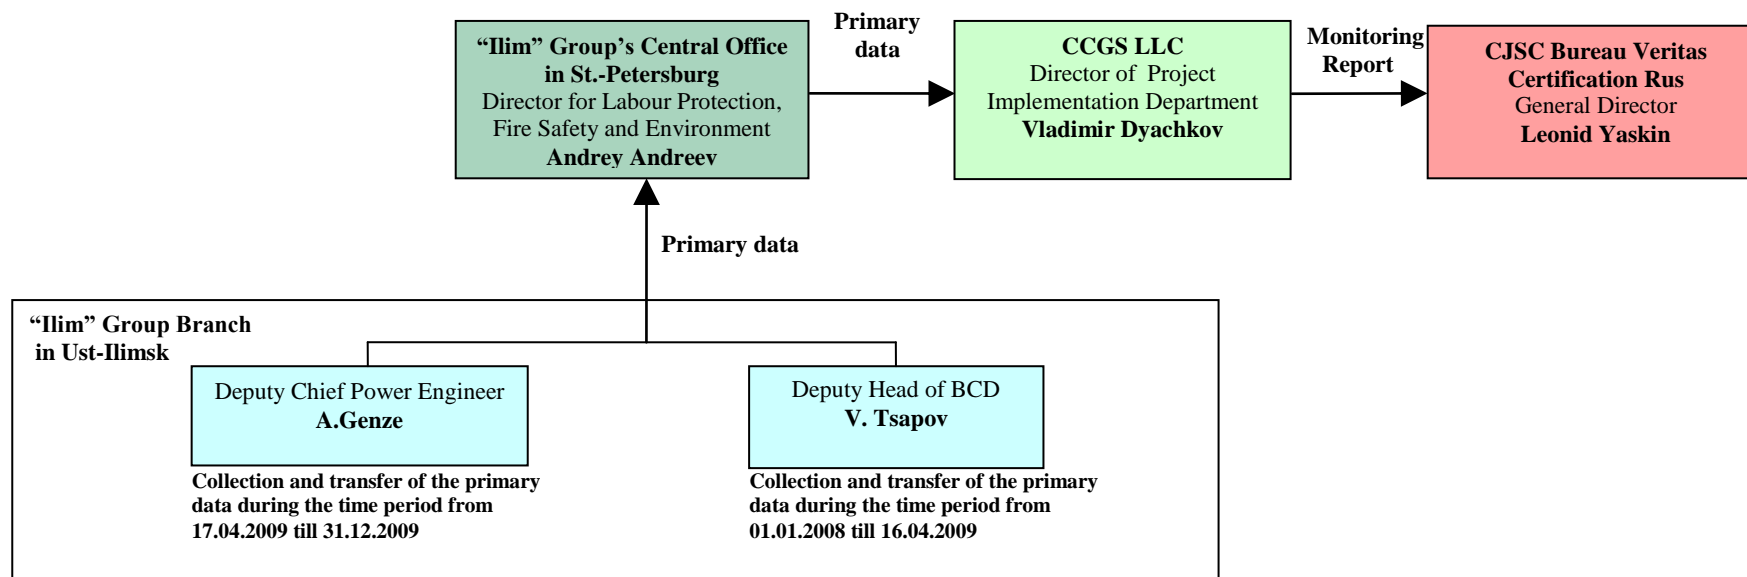 “Ilim” Group’s Central Office
in St.-Petersburg
Director for Labour Protection,
Fire Safety and Environment
Andrey Andreev
Primary
data
CCGS LLC
Director of Project
Implementation Department
Vladimir Dyachkov
Monitoring
Report
CJSC Bureau Veritas
Certification Rus
General Director
Leonid Yaskin
Primary data
“Ilim” Group Branch
in Ust-Ilimsk
Deputy Chief Power Engineer
A.Genze
Collection and transfer of the primary
data during the time period from
17.04.2009 till 31.12.2009
Deputy Head of BCD
V. Tsapov
Collection and transfer of the primary
data during the time period from
01.01.2008 till 16.04.2009